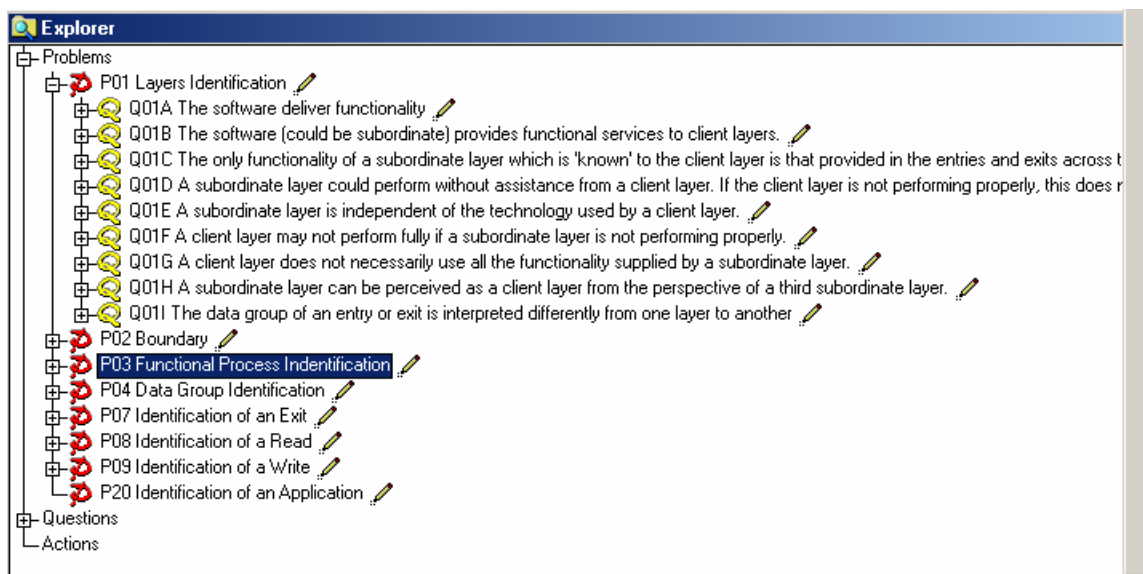 Explorer
Problems
P01 Layers Identification
Q01A The software deliver functionality
Q01B The software (could be subordinate) provides functional services to client layers.
Q01C The only functionality of a subordinate layer which is 'known' to the client layer is that provided in the entries and exits across t
Q01D A subordinate layer could perform without assistance from a client layer. If the client layer is not performing properly, this does r
Q01E A subordinate layer is independent of the technology used by a client layer.
Q01F A client layer may not perform fully if a subordinate layer is not performing properly.
Q01G A client layer does not necessarily use all the functionality supplied by a subordinate layer.
Q01H A subordinate layer can be perceived as a client layer from the perspective of a third subordinate layer.
Q01I The data group of an entry or exit is interpreted differently from one layer to another
P02 Boundary
P03 Functional Process Indentification
P04 Data Group Identification
P07 Identification of an Exit
P08 Identification of a Read
P09 Identification of a Write
P20 Identification of an Application
Questions
Actions